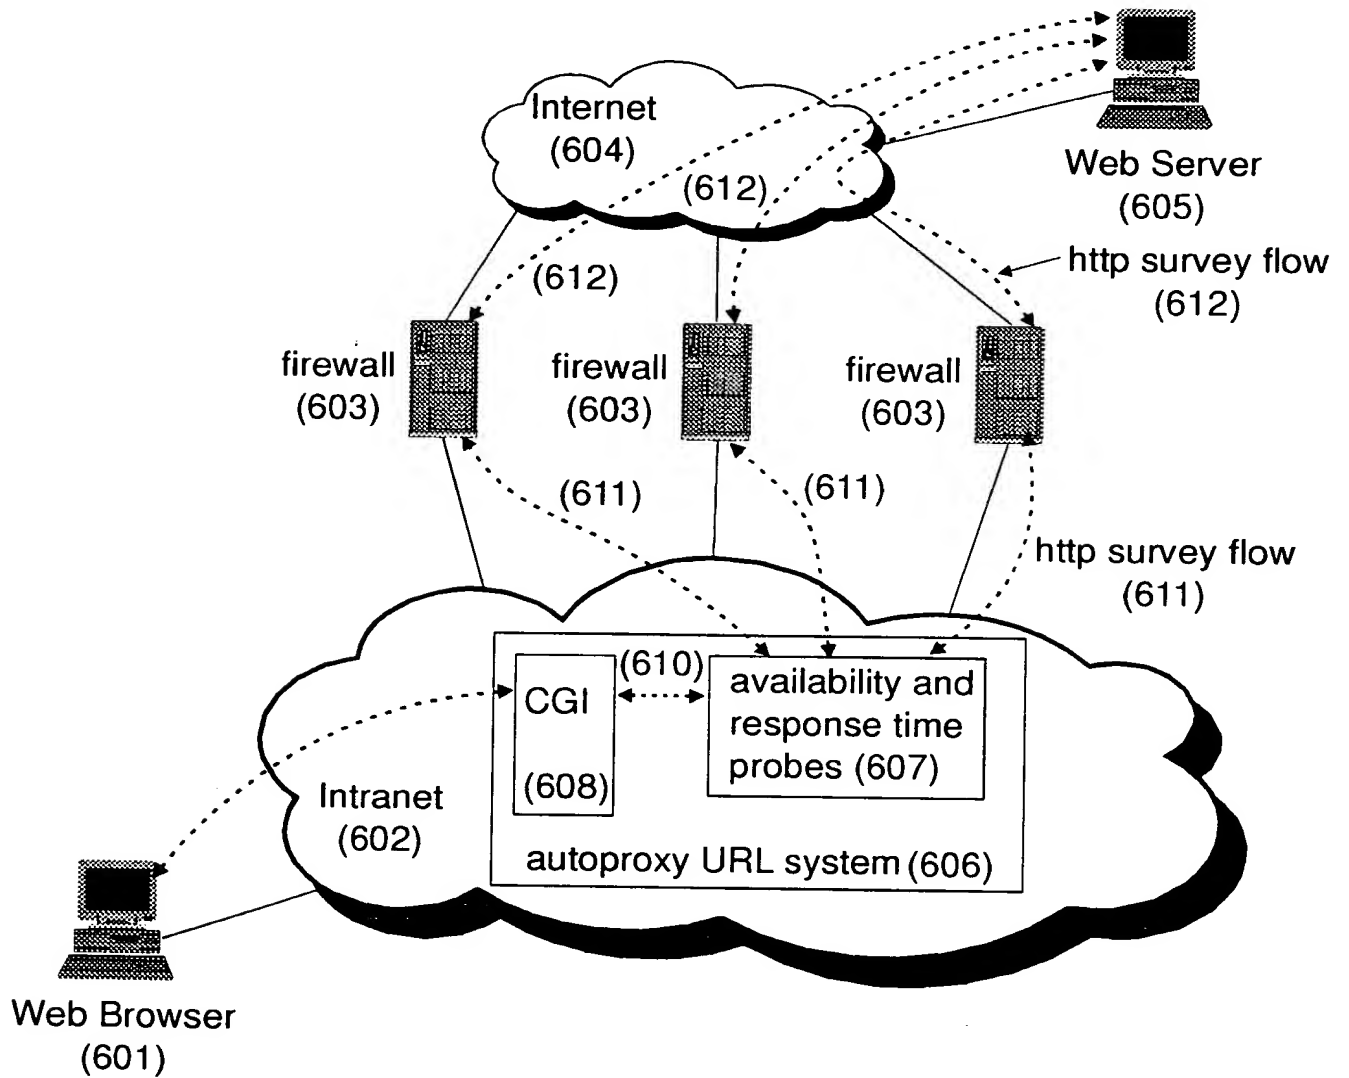 Internet
(604)
(612)
Web Server
(605)
(612)
http survey flow
(612)
firewall
(603)
firewall
(603)
firewall
(603)
(611)
(611)
http survey flow
(611)
(610)
CGI
(608)
availability and
response time
probes (607)
Intranet
(602)
autoproxy URL system (606)
Web Browser
(601)